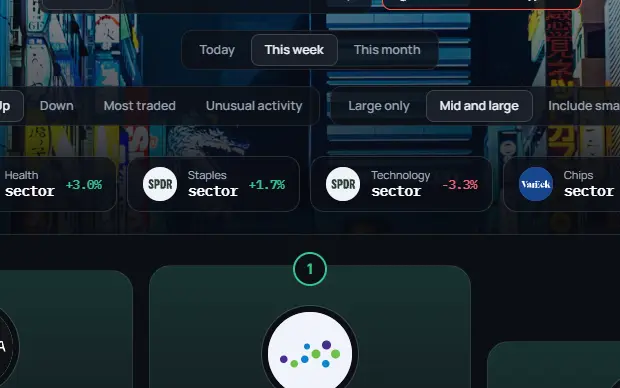 Today This week This month
Up Down Most traded Unusual activity Large only Mid and large Include sma
Health sector +3.0%
SPDR Staples sector +1.7%
SPDR Technology sector -3.3%
VanEck Chips sector
1
A